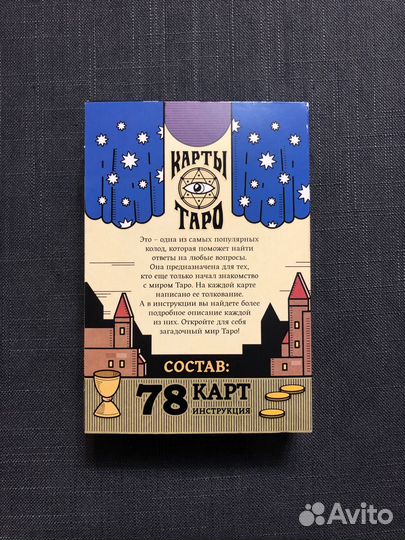 КАРТЫ
ТАРО
Это – одна из самых популярных
колод, которая поможет найти
ответы на любые вопросы.
Она предназначена для тех,
кто еще только начал знакомство
с миром Таро. На каждой карте
написано ее толкование.
А в инструкции вы найдете более
подробное описание каждой
из них. Откройте для себя
загадочный мир Таро!
СОСТАВ:
78 КАРТ
ИНСТРУКЦИЯ
Avito